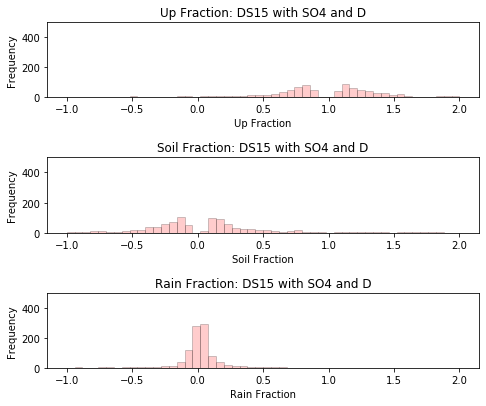 Up Fraction: DS15 with SO4 and D
400
200
0
Frequency
−1.0 −0.5 0.0 0.5 1.0 1.5 2.0
Up Fraction
Soil Fraction: DS15 with SO4 and D
400
200
0
Frequency
−1.0 −0.5 0.0 0.5 1.0 1.5 2.0
Soil Fraction
Rain Fraction: DS15 with SO4 and D
400
200
0
Frequency
−1.0 −0.5 0.0 0.5 1.0 1.5 2.0
Rain Fraction